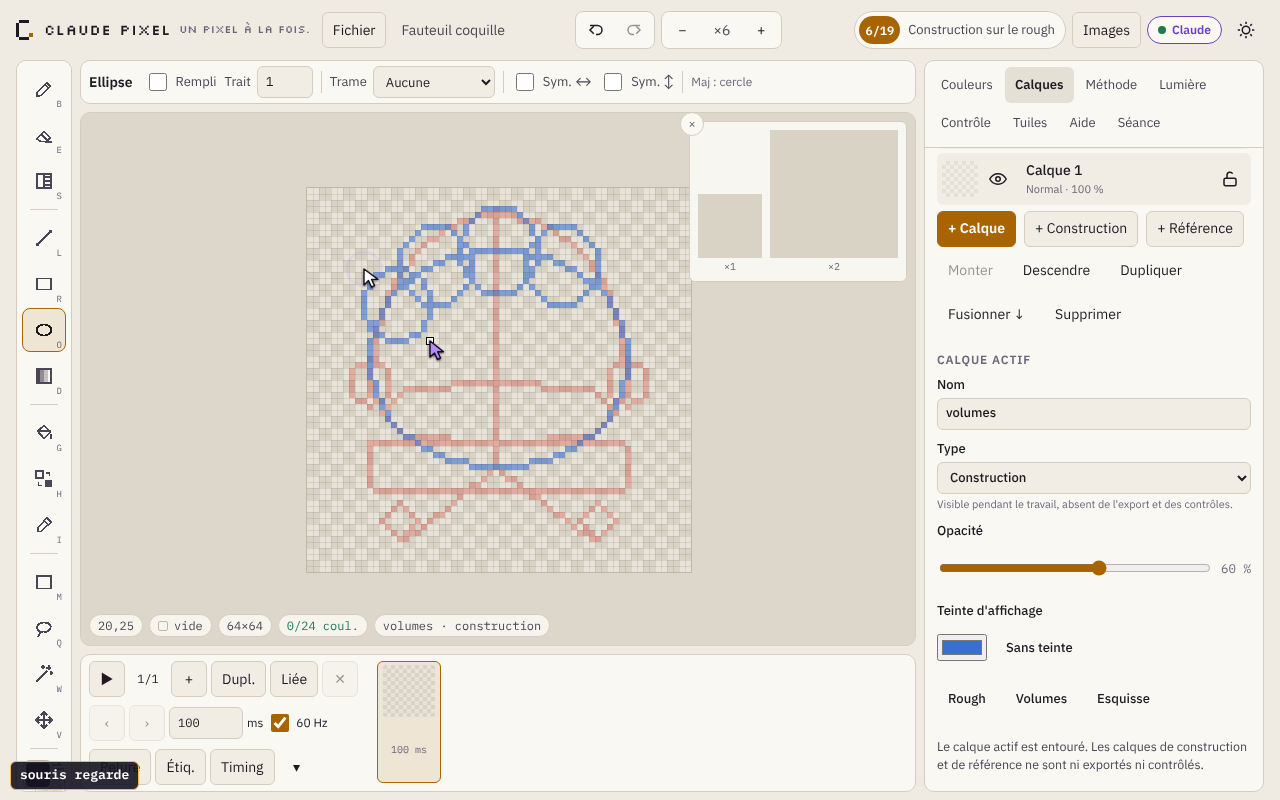 CLAUDE PIXEL UN PIXEL À LA FOIS. Fichier Fauteuil coquille − ×6 + 6/19 Construction sur le rough Images Claude
Ellipse Rempli Trait 1 Trame Aucune Sym. ↔ Sym. ↕ Maj : cercle
B
E
S
L
R
O
D
G
H
I
M
Q
W
V
×
×1 ×2
20,25 vide 64×64 0/24 coul. volumes · construction
1/1 + Dupl. Liée ×
‹ › 100 ms 60 Hz
Étiq. Timing ▼
100 ms
souris regarde
Couleurs Calques Méthode Lumière
Contrôle Tuiles Aide Séance
Calque 1
Normal · 100 %
+ Calque + Construction + Référence
Monter Descendre Dupliquer
Fusionner ↓ Supprimer
CALQUE ACTIF
Nom
volumes
Type
Construction
Visible pendant le travail, absent de l'export et des contrôles.
Opacité
60 %
Teinte d'affichage
Sans teinte
Rough Volumes Esquisse
Le calque actif est entouré. Les calques de construction
et de référence ne sont ni exportés ni contrôlés.